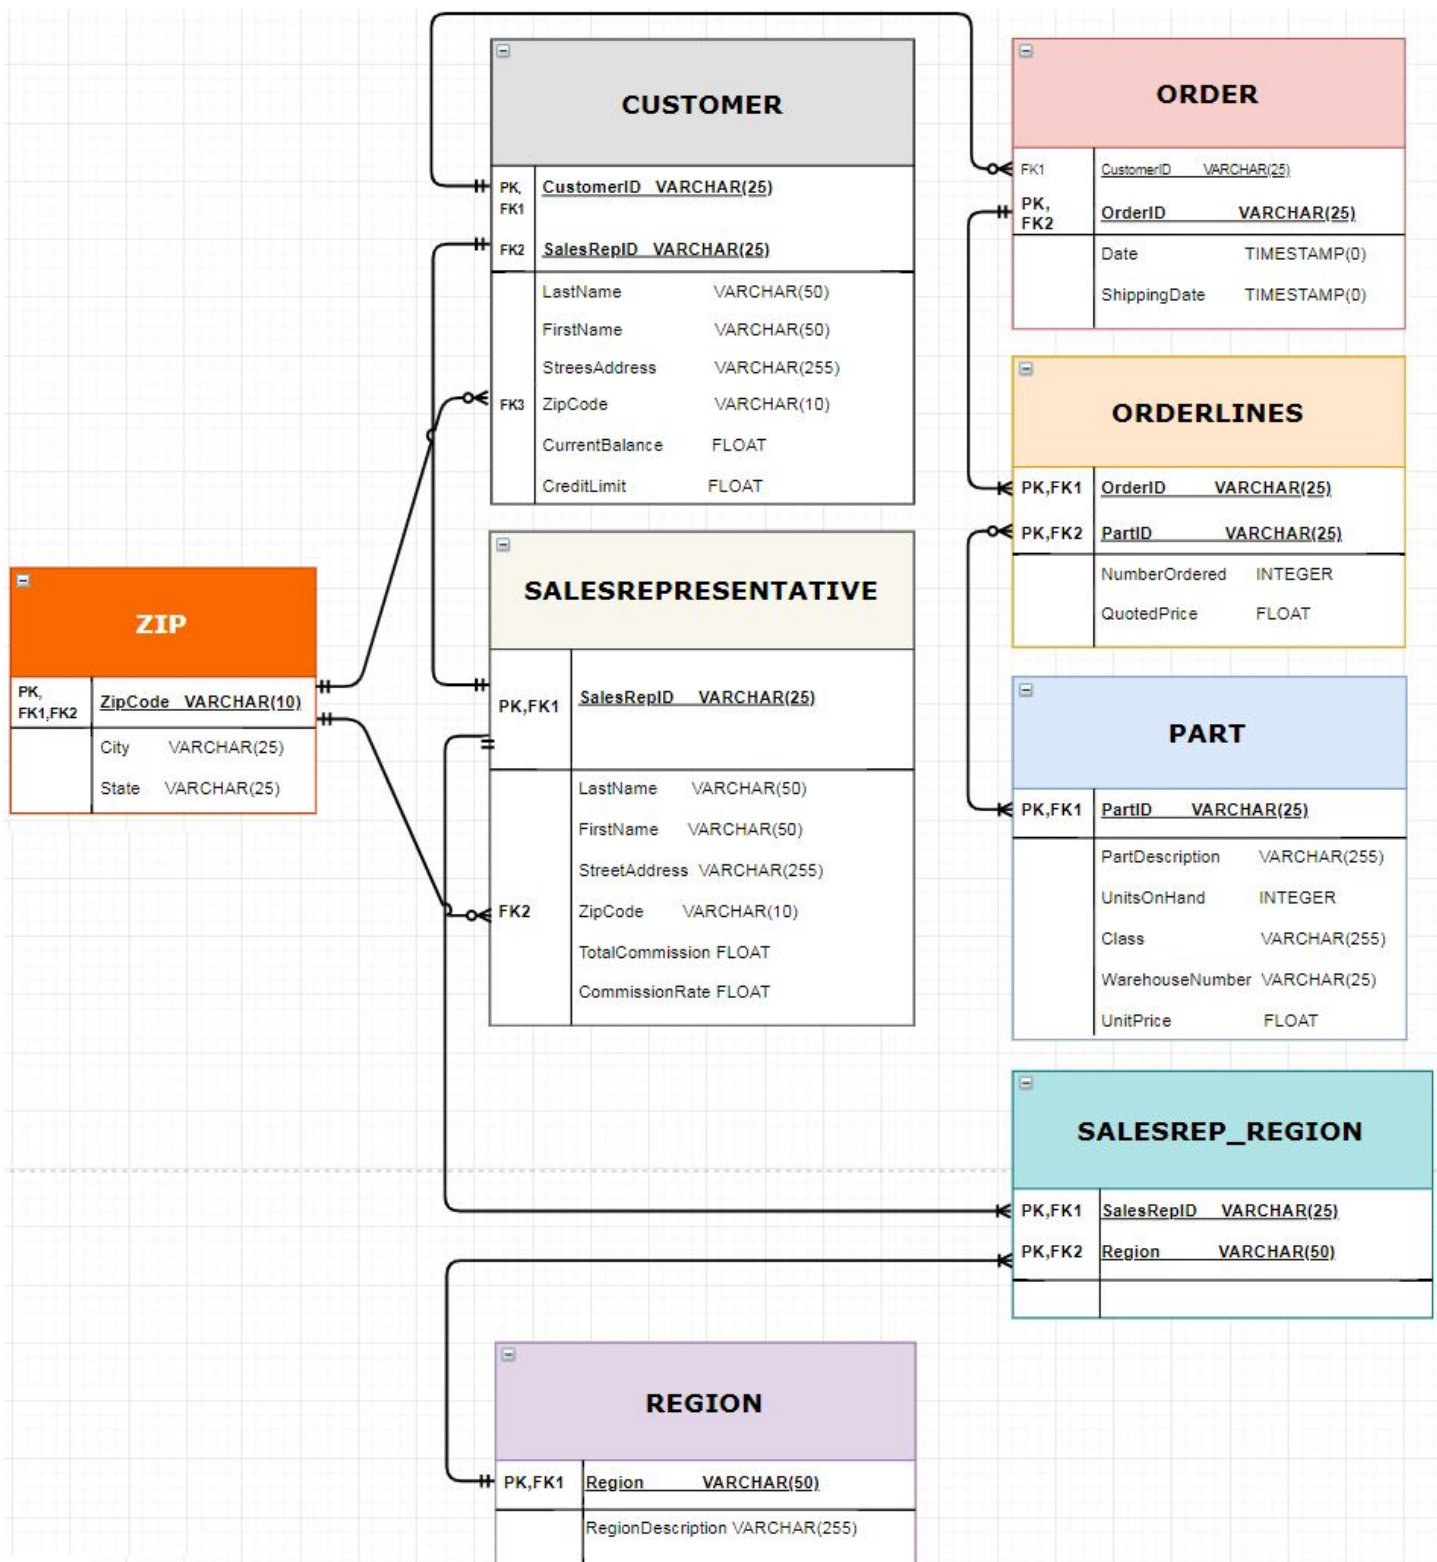 CUSTOMER
PK, FK1 CustomerID VARCHAR(25)
FK2 SalesRepID VARCHAR(25)
LastName VARCHAR(50)
FirstName VARCHAR(50)
StreesAddress VARCHAR(255)
FK3 ZipCode VARCHAR(10)
CurrentBalance FLOAT
CreditLimit FLOAT
ORDER
FK1 CustomerID VARCHAR(25)
PK, FK2 OrderID VARCHAR(25)
Date TIMESTAMP(0)
ShippingDate TIMESTAMP(0)
ORDERLINES
PK,FK1 OrderID VARCHAR(25)
PK,FK2 PartID VARCHAR(25)
NumberOrdered INTEGER
QuotedPrice FLOAT
ZIP
PK, FK1,FK2 ZipCode VARCHAR(10)
City VARCHAR(25)
State VARCHAR(25)
SALESREPRESENTATIVE
PK,FK1 SalesRepID VARCHAR(25)
LastName VARCHAR(50)
FirstName VARCHAR(50)
StreetAddress VARCHAR(255)
FK2 ZipCode VARCHAR(10)
TotalCommission FLOAT
CommissionRate FLOAT
PART
PK,FK1 PartID VARCHAR(25)
PartDescription VARCHAR(255)
UnitsOnHand INTEGER
Class VARCHAR(255)
WarehouseNumber VARCHAR(25)
UnitPrice FLOAT
SALESREP_REGION
PK,FK1 SalesRepID VARCHAR(25)
PK,FK2 Region VARCHAR(50)
REGION
PK,FK1 Region VARCHAR(50)
RegionDescription VARCHAR(255)